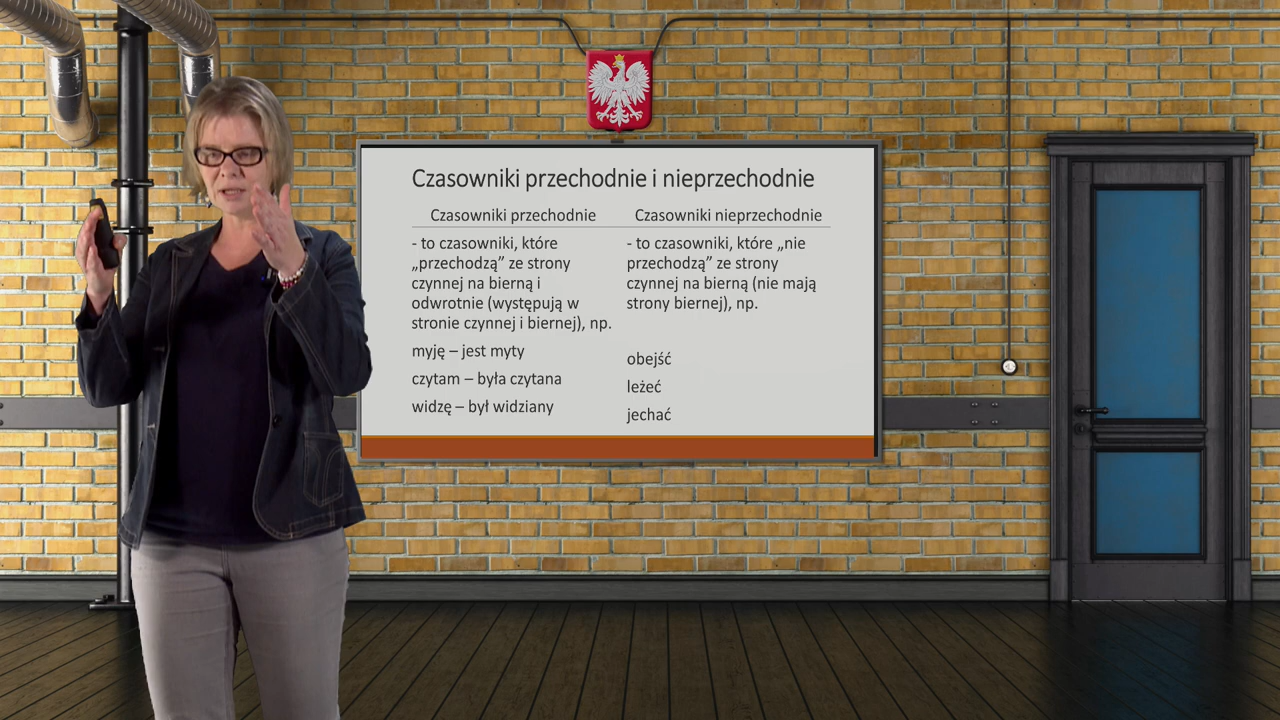 Czasowniki przechodnie i nieprzechodnie
Czasowniki przechodnie
- to czasowniki, które
„przechodzą” ze strony
czynnej na bierną i
odwrotnie (występują w
stronie czynnej i biernej), np.
myję – jest myty
czytam – była czytana
widzę – był widziany
Czasowniki nieprzechodnie
- to czasowniki, które „nie
przechodzą” ze strony
czynnej na bierną (nie mają
strony biernej), np.
obejść
leżeć
jechać